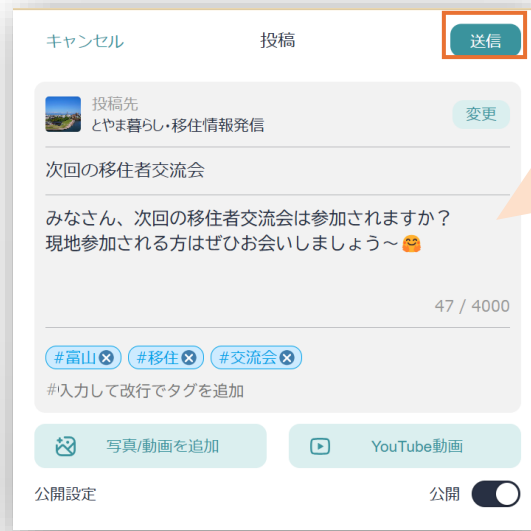 キャンセル
投稿
送信
投稿先
とやま暮らし・移住情報発信
変更
次回の移住者交流会
みなさん、次回の移住者交流会は参加されますか？
現地参加される方はぜひお会いしましょう～🤗
47 / 4000
#富山 #移住 #交流会
#入力して改行でタグを追加
写真/動画を追加
YouTube動画
公開設定
公開